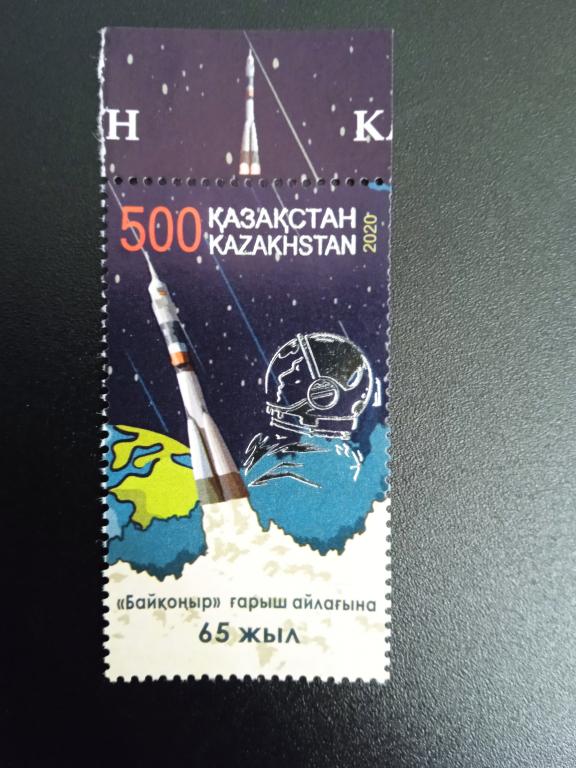 Н КА
500 ҚАЗАҚСТАН
KAZAKHSTAN
2020
«Байқоңыр» ғарыш айлағына
65 жыл